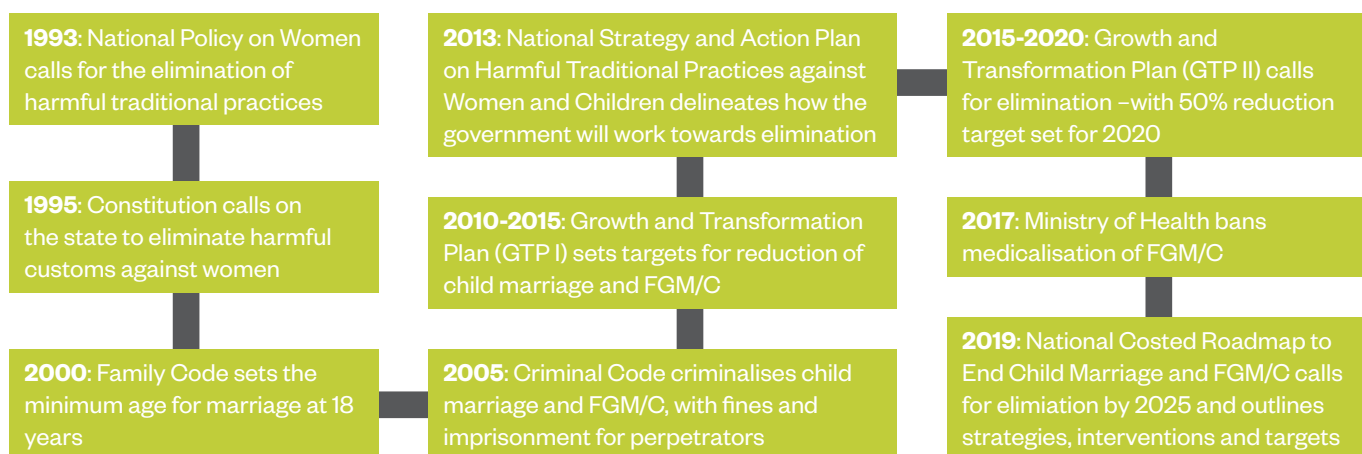 1993: National Policy on Women
calls for the elimination of
harmful traditional practices
1995: Constitution calls on
the state to eliminate harmful
customs against women
2000: Family Code sets the
minimum age for marriage at 18
years
2005: Criminal Code criminalises child
marriage and FGM/C, with fines and
imprisonment for perpetrators
2010-2015: Growth and Transformation
Plan (GTP I) sets targets for reduction of
child marriage and FGM/C
2013: National Strategy and Action Plan
on Harmful Traditional Practices against
Women and Children delineates how the
government will work towards elimination
2015-2020: Growth and
Transformation Plan (GTP II) calls
for elimination –with 50% reduction
target set for 2020
2017: Ministry of Health bans
medicalisation of FGM/C
2019: National Costed Roadmap to
End Child Marriage and FGM/C calls
for elimiation by 2025 and outlines
strategies, interventions and targets